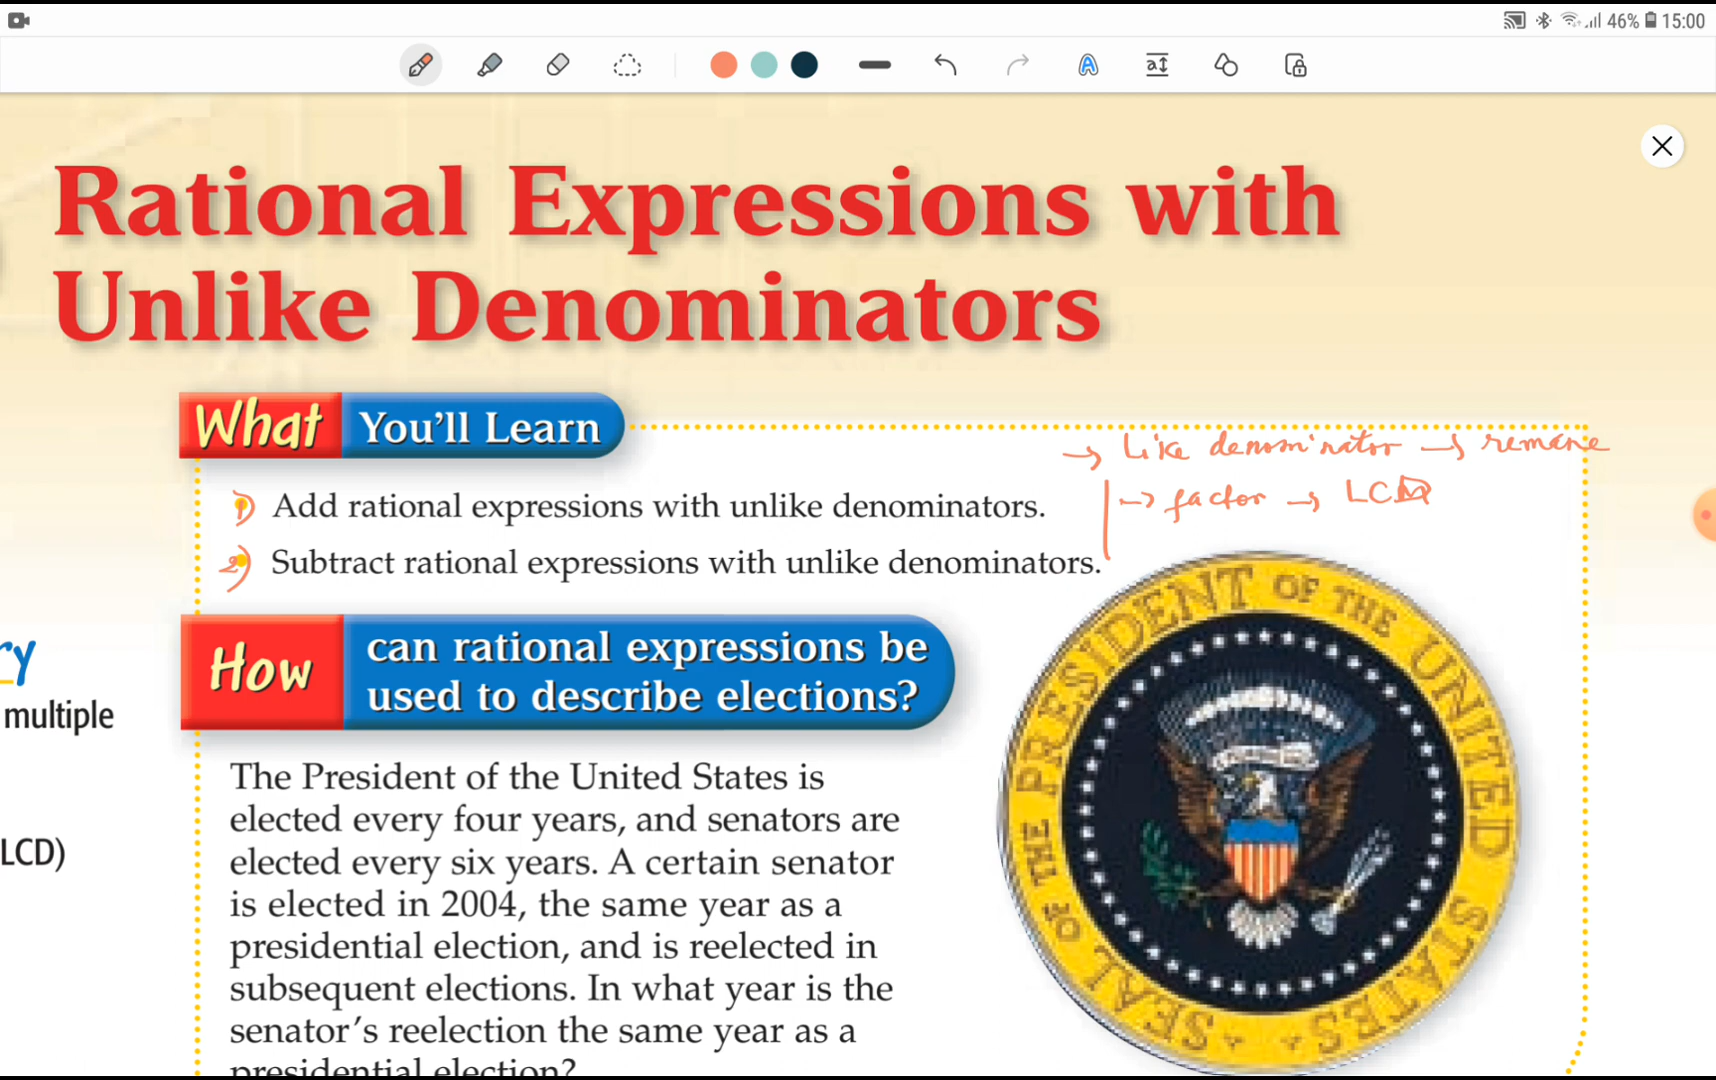 46% 15:00
Rational Expressions with
Unlike Denominators
What You'll Learn
→ Like denominator → remane
1) Add rational expressions with unlike denominators.
→ factor → LCD
2) Subtract rational expressions with unlike denominators.
How can rational expressions be
used to describe elections?
ry
multiple
LCD)
The President of the United States is
elected every four years, and senators are
elected every six years. A certain senator
is elected in 2004, the same year as a
presidential election, and is reelected in
subsequent elections. In what year is the
senator's reelection the same year as a
presidential election?
SEAL OF THE PRESIDENT OF THE UNITED STATES